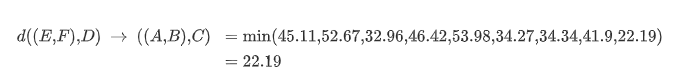 d((E,F),D) → ((A,B),C) = min(45.11,52.67,32.96,46.42,53.98,34.27,34.34,41.9,22.19)
= 22.19